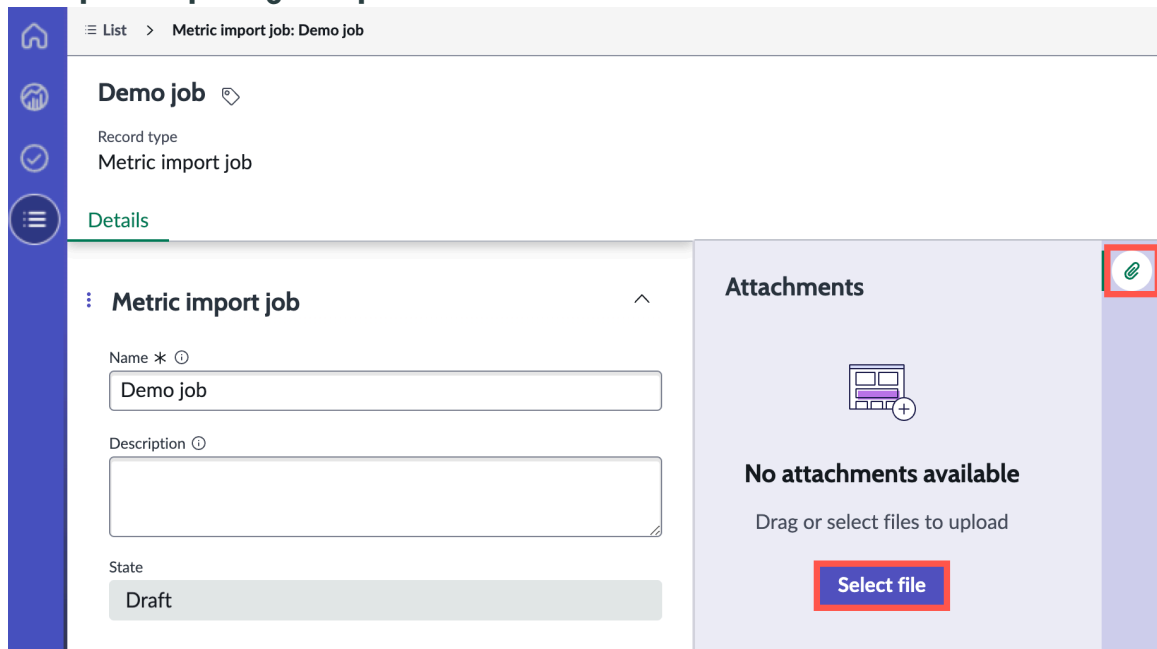 List > Metric import job: Demo job
Demo job
Record type
Metric import job
Details
Metric import job
Name *
Demo job
Description
State
Draft
Attachments
No attachments available
Drag or select files to upload
Select file